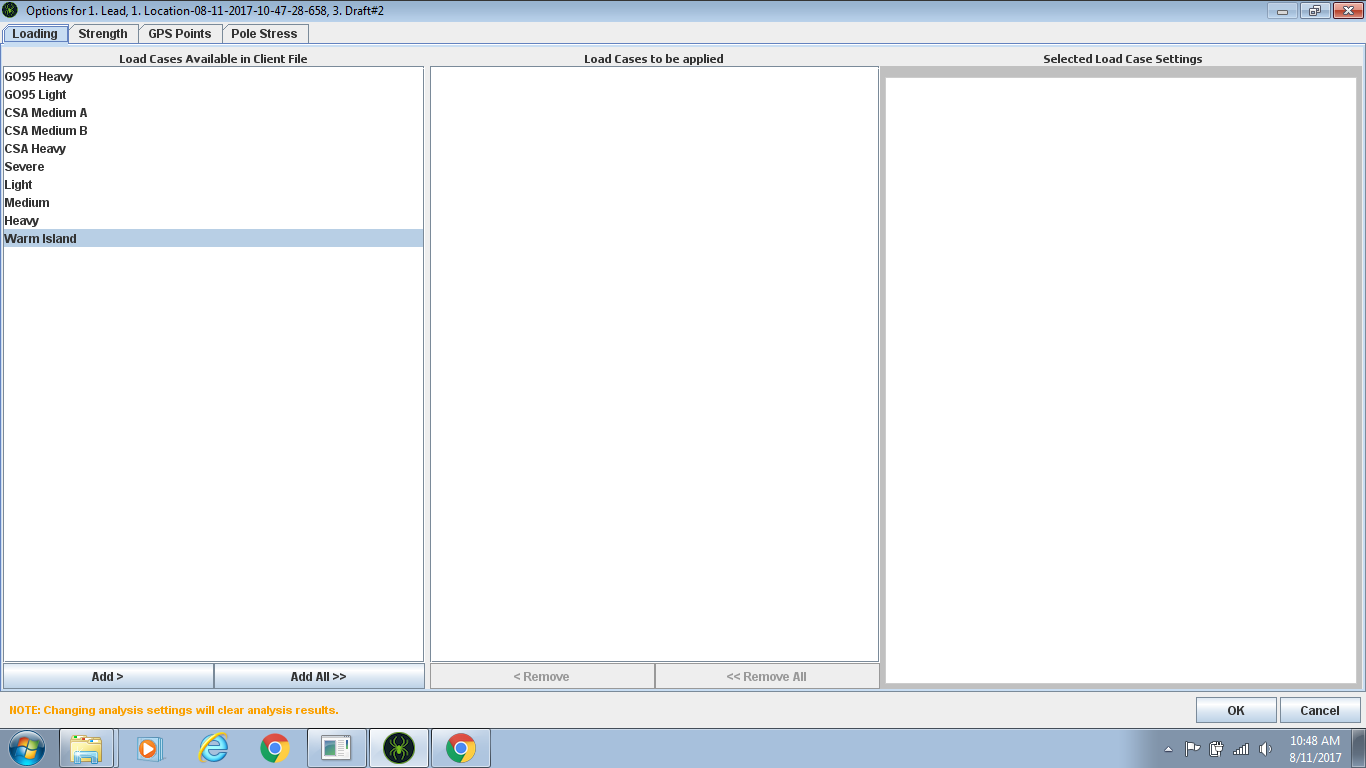 Options for 1. Lead, 1. Location-08-11-2017-10-47-28-658, 3. Draft#2
Loading Strength GPS Points Pole Stress
Load Cases Available in Client File Load Cases to be applied Selected Load Case Settings
GO95 Heavy
GO95 Light
CSA Medium A
CSA Medium B
CSA Heavy
Severe
Light
Medium
Heavy
Warm Island
Add > Add All >> < Remove << Remove All
NOTE: Changing analysis settings will clear analysis results. OK Cancel
10:48 AM
8/11/2017